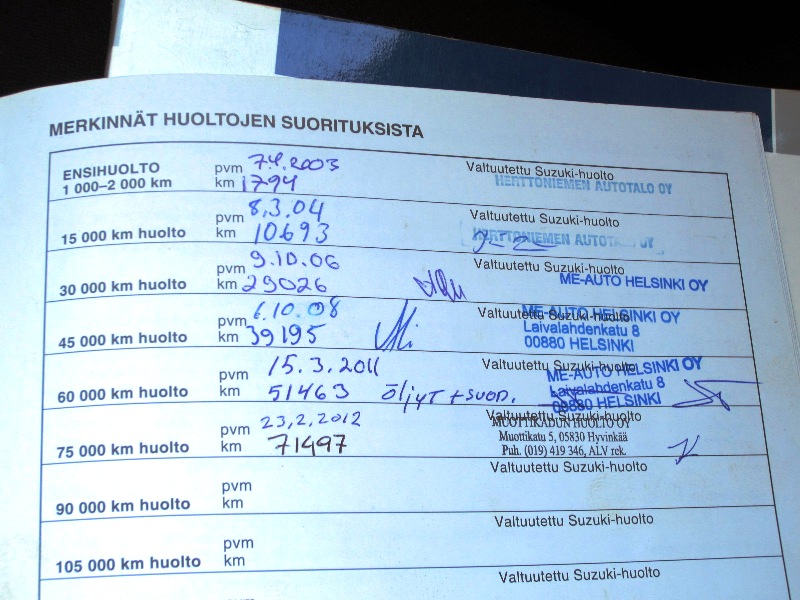 MERKINNÄT HUOLTOJEN SUORITUKSISTA
ENSIHUOLTO pvm 7.4.2003 Valtuutettu Suzuki-huolto
1 000–2 000 km km 1794 HERTTONIEMEN AUTOTALO OY
pvm 8.3.04 Valtuutettu Suzuki-huolto
15 000 km huolto km 10693 HERTTONIEMEN AUTOTALO OY
pvm 9.10.06 Valtuutettu Suzuki-huolto
30 000 km huolto km 29026 ME-AUTO HELSINKI OY
pvm 6.10.08 Valtuutettu Suzuki-huolto
ME-AUTO HELSINKI OY
45 000 km huolto km 39195 Laivalahdenkatu 8
00880 HELSINKI
pvm 15.3.2011 Valtuutettu Suzuki-huolto
ME-AUTO HELSINKI OY
60 000 km huolto km 51463 öljyT + suod. Laivalahdenkatu 8
00880 HELSINKI
pvm 23.2.2012 Valtuutettu Suzuki-huolto
MUOTTIKADUN HUOLTO OY
75 000 km huolto km 71497 Muottikatu 5, 05830 Hyvinkää
Puh. (019) 419 346, ALV rek.
pvm Valtuutettu Suzuki-huolto
90 000 km huolto km
pvm Valtuutettu Suzuki-huolto
105 000 km huolto km
Valtuutettu Suzuki-huolto